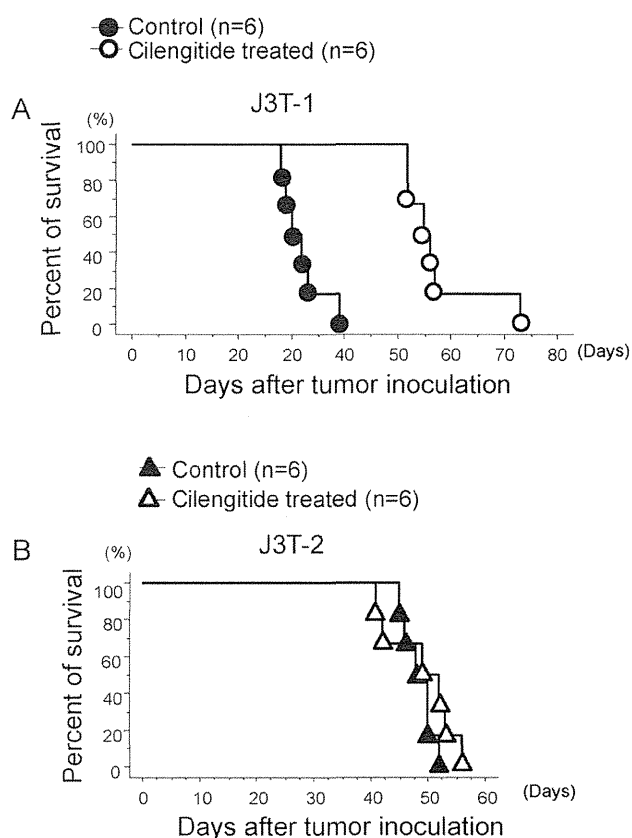 Control (n=6)
Cilengitide treated (n=6)
A
J3T-1
(%)
Percent of survival
100
80
60
40
20
0
0 10 20 20 40 50 60 70 80 (Days)
Days after tumor inoculation
Control (n=6)
Cilengitide treated (n=6)
B
J3T-2
(%)
Percent of survival
100
80
60
40
20
0
0 10 20 30 40 50 60
(Days)
Days after tumor inoculation